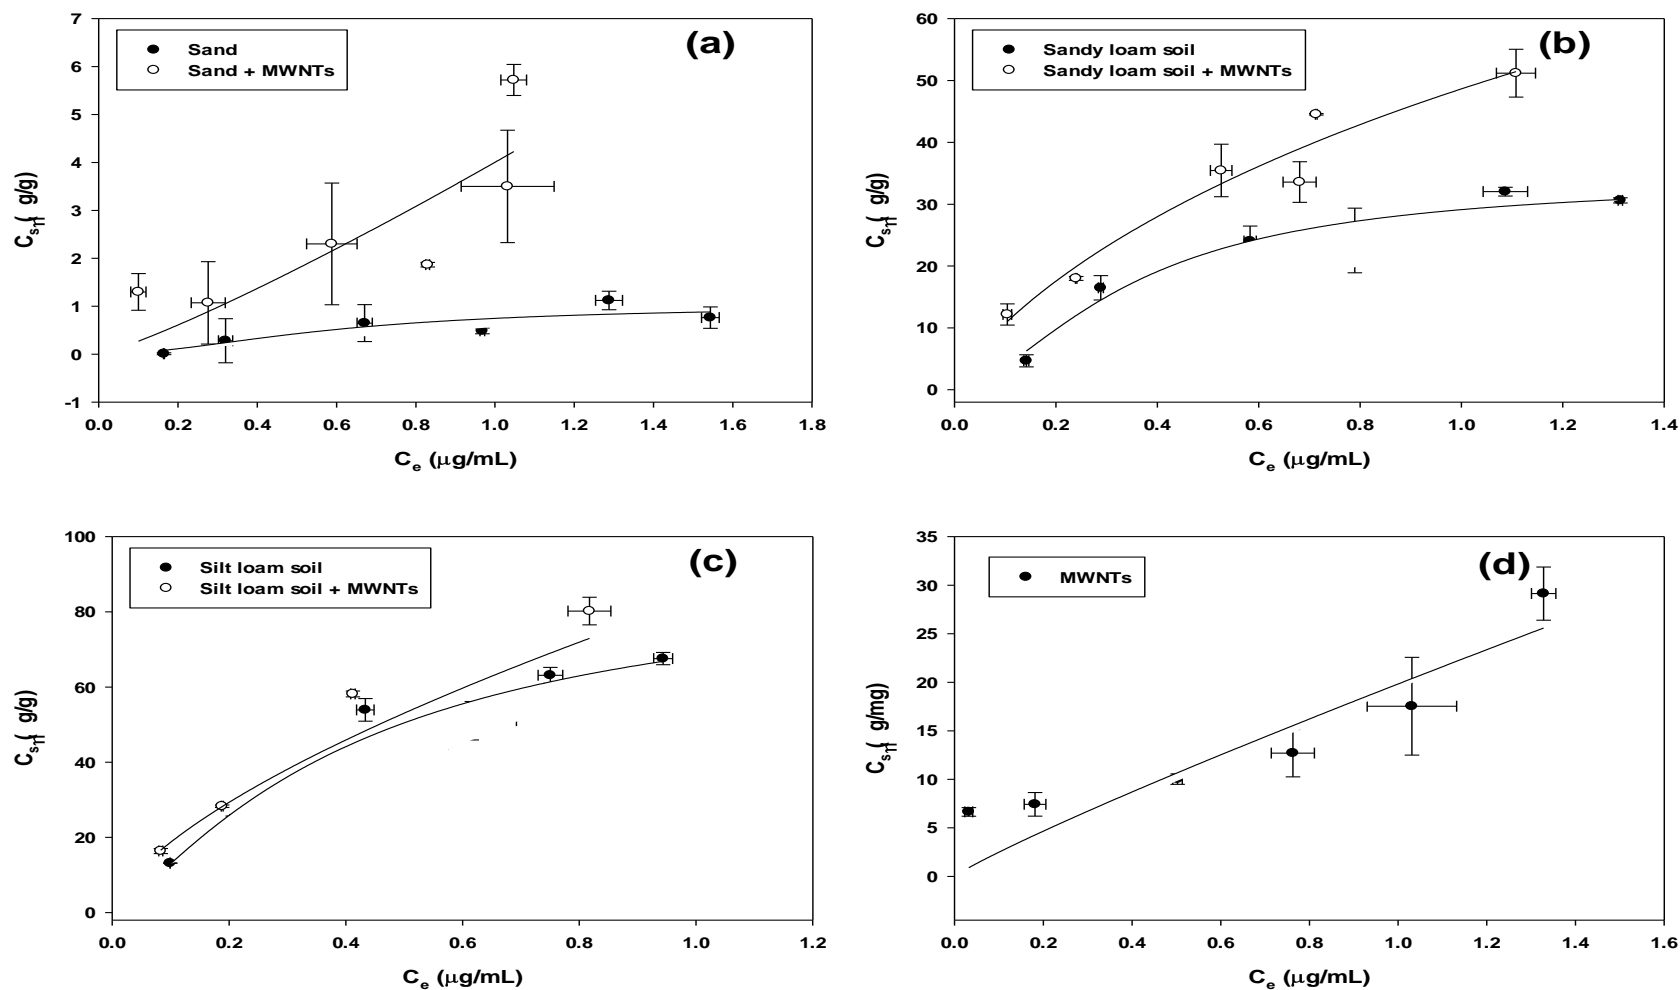 (a)
Sand
Sand + MWNTs
7
6
5
4
3
2
1
0
-1
0.0 0.2 0.4 0.6 0.8 1.0 1.2 1.4 1.6 1.8
Ce (μg/mL)
g/g)
(b)
Sandy loam soil
Sandy loam soil + MWNTs
60
50
40
30
20
10
0
0.0 0.2 0.4 0.6 0.8 1.0 1.2 1.4
Ce (μg/mL)
g/g)
(c)
Silt loam soil
Silt loam soil + MWNTs
100
80
60
40
20
0
0.0 0.2 0.4 0.6 0.8 1.0 1.2
Ce (μg/mL)
g/g)
(d)
MWNTs
35
30
25
20
15
10
5
0
0.0 0.2 0.4 0.6 0.8 1.0 1.2 1.4 1.6
Ce (μg/mL)
g/mg)